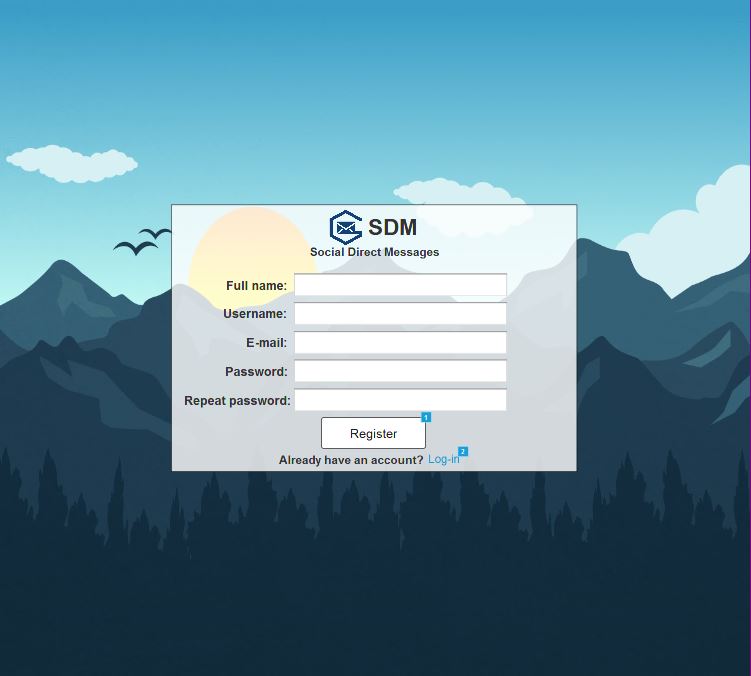 SDM
Social Direct Messages
Full name:
Username:
E-mail:
Password:
Repeat password:
1
Register
2
Already have an account? Log-in